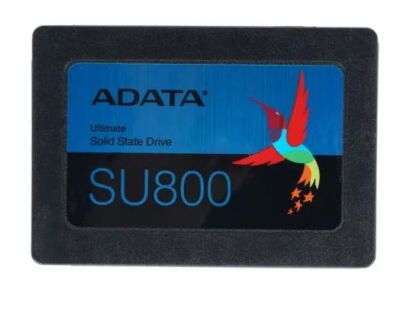 ADATA
Ultimate
Solid State Drive
SU800